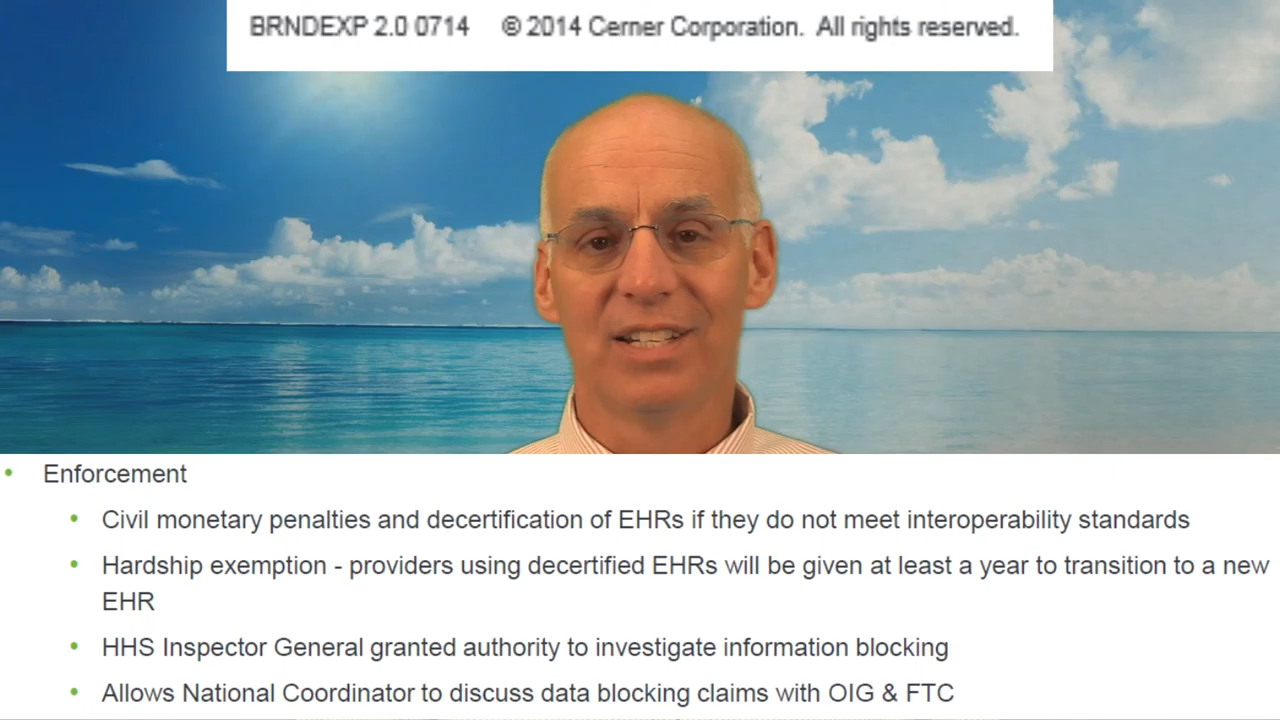 BRNDEXP 2.0 0714 © 2014 Cerner Corporation. All rights reserved.
• Enforcement
• Civil monetary penalties and decertification of EHRs if they do not meet interoperability standards
• Hardship exemption - providers using decertified EHRs will be given at least a year to transition to a new
EHR
• HHS Inspector General granted authority to investigate information blocking
• Allows National Coordinator to discuss data blocking claims with OIG & FTC